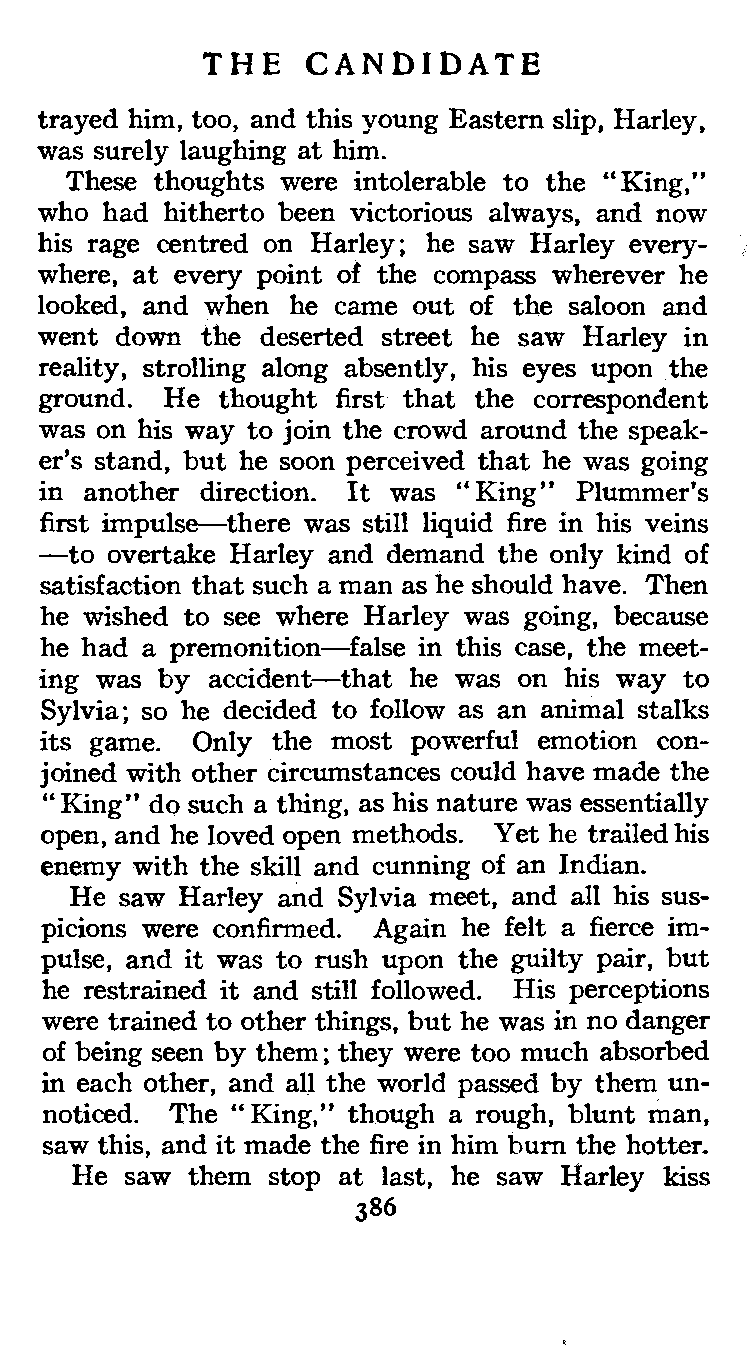 THE CANDIDATE
trayed him, too, and this young Eastern slip, Harley,
was surely laughing at him.
These thoughts were intolerable to the "King,"
who had hitherto been victorious always, and now
his rage centred on Harley; he saw Harley every-
where, at every point of the compass wherever he
looked, and when he came out of the saloon and
went down the deserted street he saw Harley in
reality, strolling along absently, his eyes upon the
ground. He thought first that the correspondent
was on his way to join the crowd around the speak-
er's stand, but he soon perceived that he was going
in another direction. It was "King" Plummer's
first impulse—there was still liquid fire in his veins
—to overtake Harley and demand the only kind of
satisfaction that such a man as he should have. Then
he wished to see where Harley was going, because
he had a premonition—false in this case, the meet-
ing was by accident—that he was on his way to
Sylvia; so he decided to follow as an animal stalks
its game. Only the most powerful emotion con-
joined with other circumstances could have made the
"King" do such a thing, as his nature was essentially
open, and he loved open methods. Yet he trailed his
enemy with the skill and cunning of an Indian.
He saw Harley and Sylvia meet, and all his sus-
picions were confirmed. Again he felt a fierce im-
pulse, and it was to rush upon the guilty pair, but
he restrained it and still followed. His perceptions
were trained to other things, but he was in no danger
of being seen by them; they were too much absorbed
in each other, and all the world passed by them un-
noticed. The "King," though a rough, blunt man,
saw this, and it made the fire in him burn the hotter.
He saw them stop at last, he saw Harley kiss
386